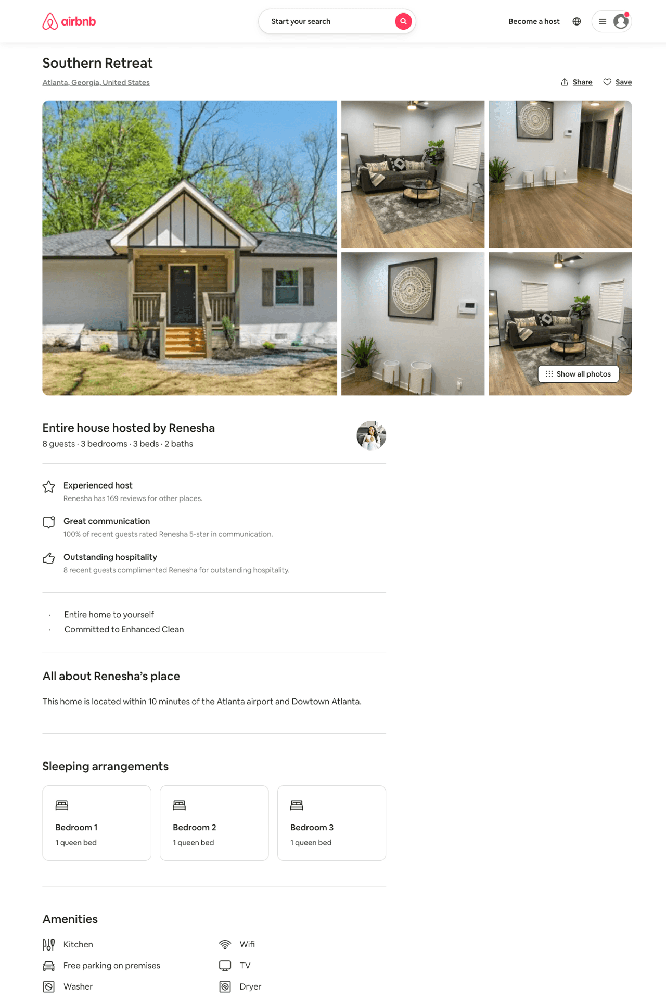 airbnb
Start your search
Become a host
Southern Retreat
Atlanta, Georgia, United States
Share
Save
Show all photos
Entire house hosted by Renesha
8 guests · 3 bedrooms · 3 beds · 2 baths
Experienced host
Renesha has 169 reviews for other places.
Great communication
100% of recent guests rated Renesha 5-star in communication.
Outstanding hospitality
8 recent guests complimented Renesha for outstanding hospitality.
· Entire home to yourself
· Committed to Enhanced Clean
All about Renesha’s place
This home is located within 10 minutes of the Atlanta airport and Dowtown Atlanta.
Sleeping arrangements
Bedroom 1
1 queen bed
Bedroom 2
1 queen bed
Bedroom 3
1 queen bed
Amenities
Kitchen
Wifi
Free parking on premises
TV
Washer
Dryer